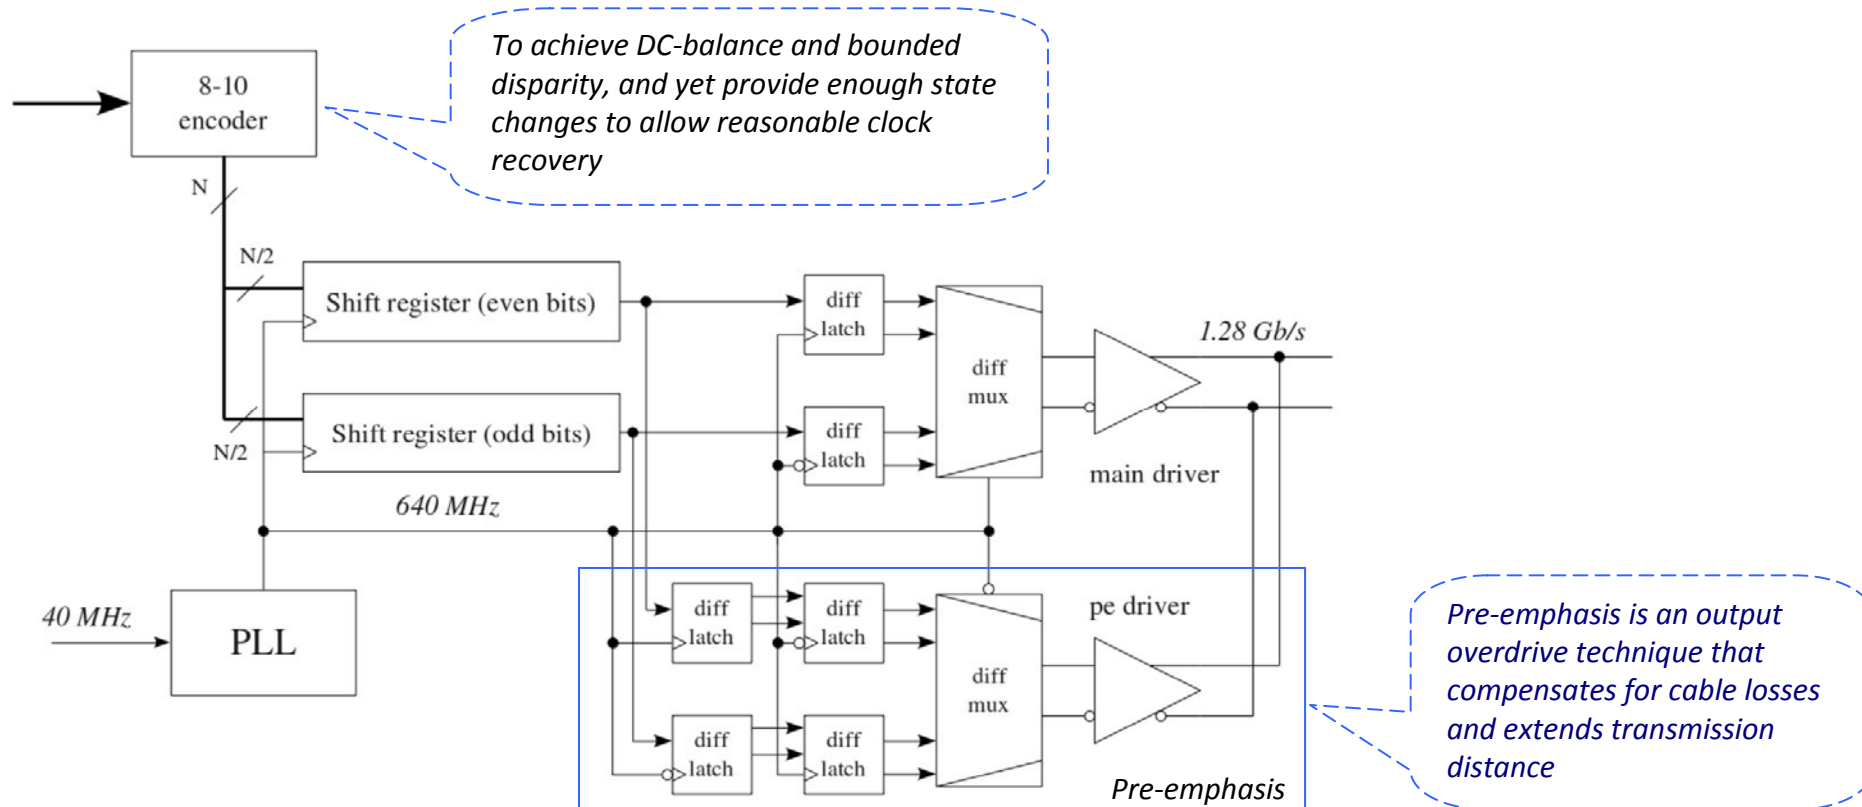 8-10
encoder
To achieve DC-balance and bounded
disparity, and yet provide enough state
changes to allow reasonable clock
recovery
N
N/2
Shift register (even bits)
diff
latch
1.28 Gb/s
diff
mux
N/2
Shift register (odd bits)
diff
latch
main driver
640 MHz
40 MHz
PLL
diff
latch
diff
latch
pe driver
diff
mux
diff
latch
diff
latch
Pre-emphasis
Pre-emphasis is an output
overdrive technique that
compensates for cable losses
and extends transmission
distance